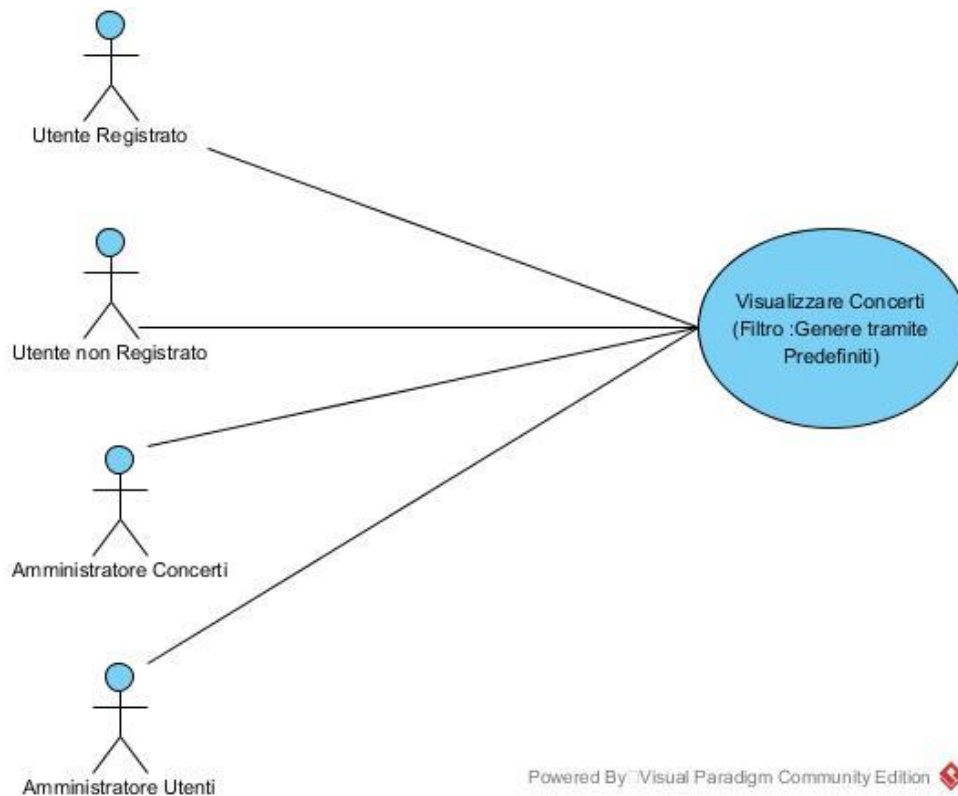 Utente Registrato
Utente non Registrato
Visualizzare Concerti
(Filtro :Genere tramite
Predefiniti)
Amministratore Concerti
Amministratore Utenti
Powered By Visual Paradigm Community Edition